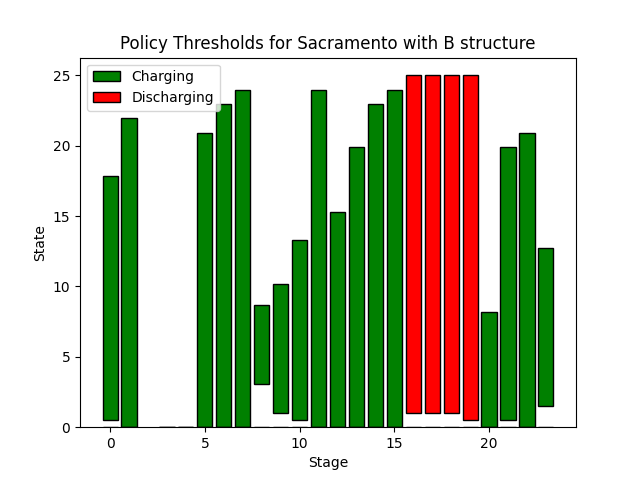 Policy Thresholds for Sacramento with B structure
Charging
Discharging
25
20
15
10
5
0
State
0 5 10 15 20
Stage